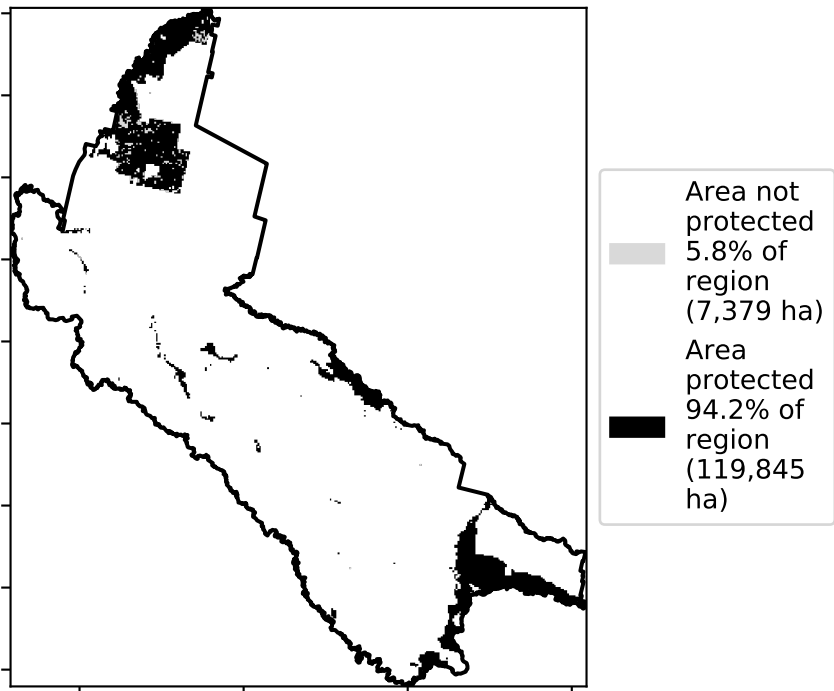 Area not
protected
5.8% of
region
(7,379 ha)
Area
protected
94.2% of
region
(119,845
ha)